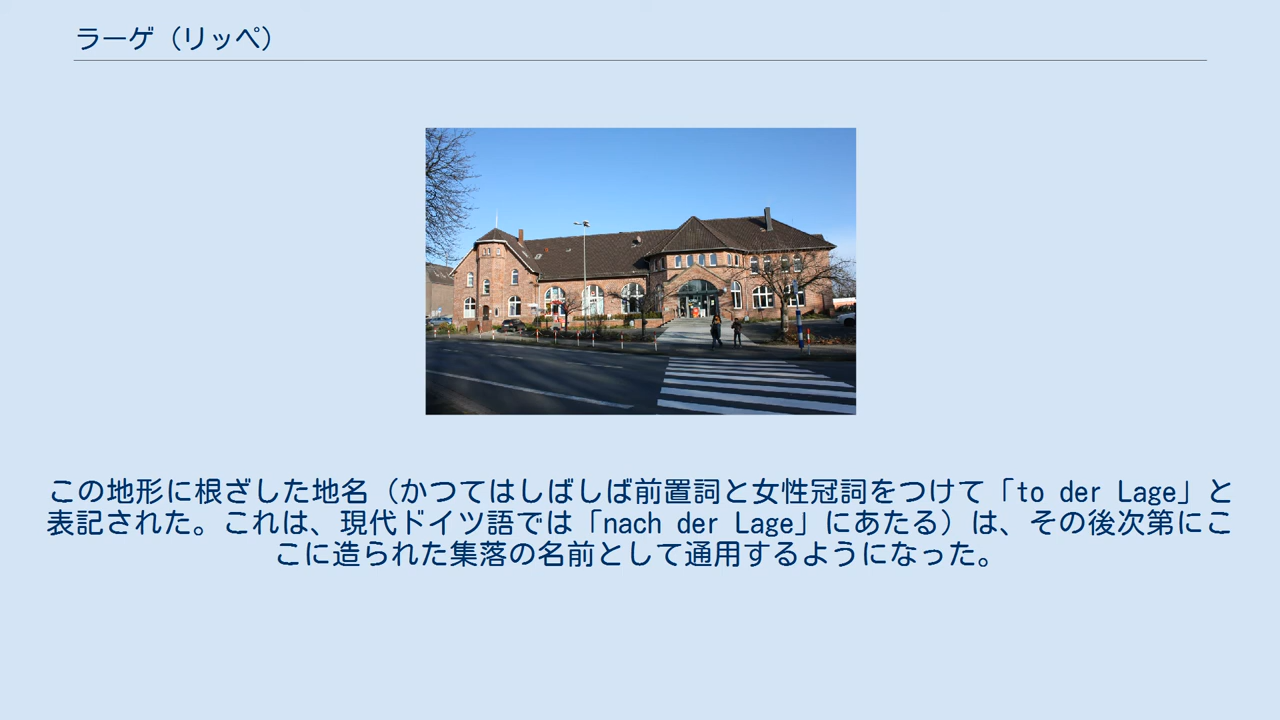 ラーゲ（リッペ）
この地形に根ざした地名（かつてはしばしば前置詞と女性冠詞をつけて「to der Lage」と
表記された。これは、現代ドイツ語では「nach der Lage」にあたる）は、その後次第にこ
こに造られた集落の名前として通用するようになった。